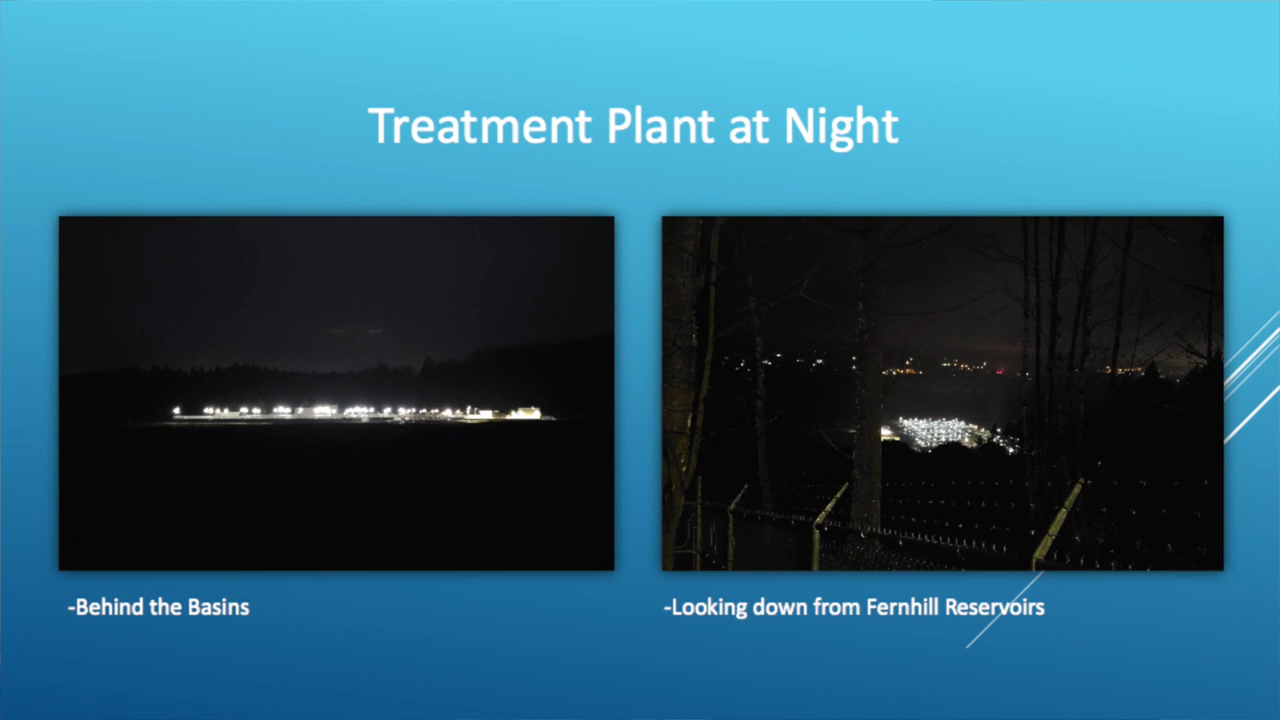 Treatment Plant at Night
-Behind the Basins
-Looking down from Fernhill Reservoirs